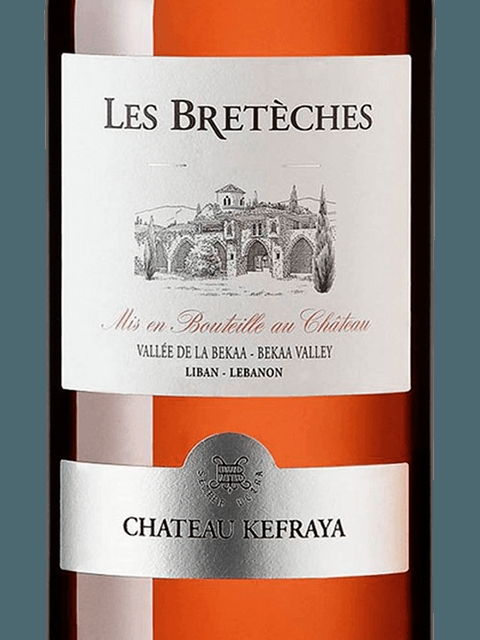 LES BRETÈCHES
Mis en Bouteille au Château
VALLÉE DE LA BEKAA - BEKAA VALLEY
LIBAN - LEBANON
CHATEAU KEFRAYA